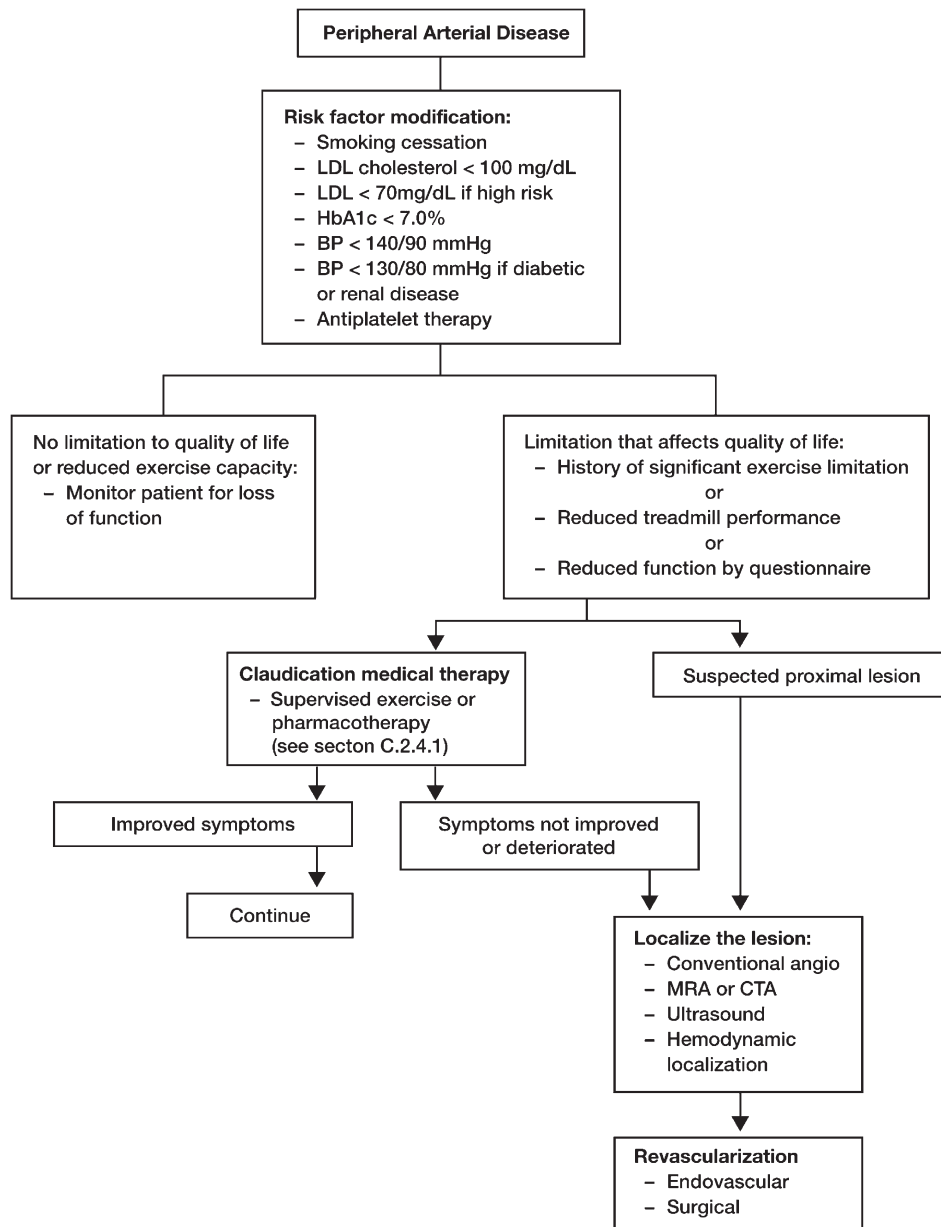 Peripheral Arterial Disease
Risk factor modification:
– Smoking cessation
– LDL cholesterol < 100 mg/dL
– LDL < 70mg/dL if high risk
– HbA1c < 7.0%
– BP < 140/90 mmHg
– BP < 130/80 mmHg if diabetic
or renal disease
– Antiplatelet therapy
No limitation to quality of life
or reduced exercise capacity:
– Monitor patient for loss
of function
Limitation that affects quality of life:
– History of significant exercise limitation
or
– Reduced treadmill performance
or
– Reduced function by questionnaire
Claudication medical therapy
– Supervised exercise or
pharmacotherapy
(see secton C.2.4.1)
Suspected proximal lesion
Improved symptoms
Symptoms not improved
or deteriorated
Continue
Localize the lesion:
– Conventional angio
– MRA or CTA
– Ultrasound
– Hemodynamic
localization
Revascularization
– Endovascular
– Surgical